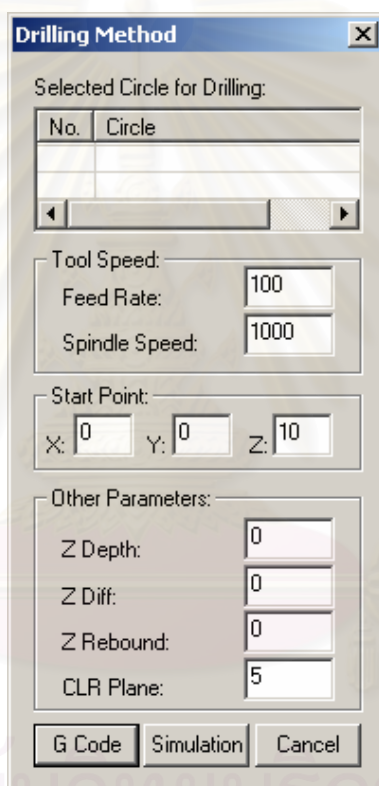 Drilling Method
Selected Circle for Drilling:
No. Circle
Tool Speed:
Feed Rate: 100
Spindle Speed: 1000
Start Point:
X: 0 Y: 0 Z: 10
Other Parameters:
Z Depth: 0
Z Diff: 0
Z Rebound: 0
CLR Plane: 5
G Code Simulation Cancel